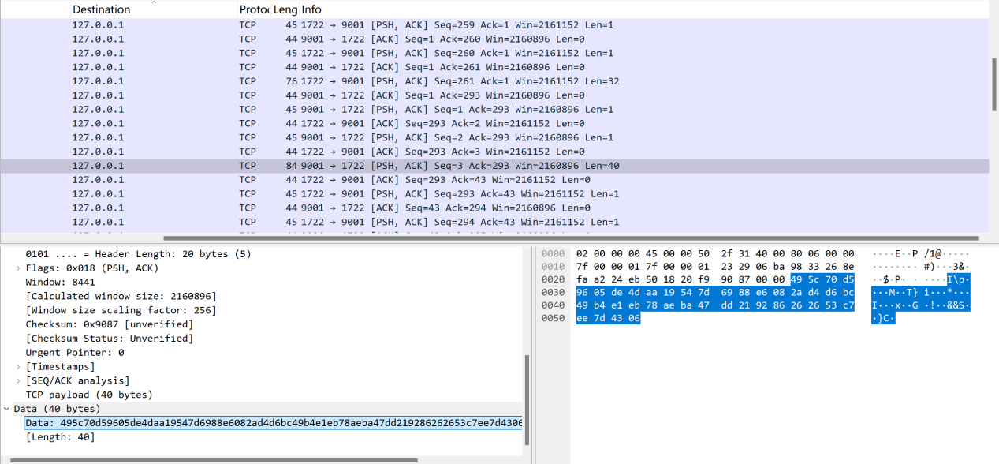 Destination Protoc Leng Info
127.0.0.1 TCP 45 1722 → 9001 [PSH, ACK] Seq=259 Ack=1 Win=2161152 Len=1
127.0.0.1 TCP 44 9001 → 1722 [ACK] Seq=1 Ack=260 Win=2160896 Len=0
127.0.0.1 TCP 45 1722 → 9001 [PSH, ACK] Seq=260 Ack=1 Win=2161152 Len=1
127.0.0.1 TCP 44 9001 → 1722 [ACK] Seq=1 Ack=261 Win=2160896 Len=0
127.0.0.1 TCP 76 1722 → 9001 [PSH, ACK] Seq=261 Ack=1 Win=2161152 Len=32
127.0.0.1 TCP 44 9001 → 1722 [ACK] Seq=1 Ack=293 Win=2160896 Len=0
127.0.0.1 TCP 45 9001 → 1722 [PSH, ACK] Seq=1 Ack=293 Win=2160896 Len=1
127.0.0.1 TCP 44 1722 → 9001 [ACK] Seq=293 Ack=2 Win=2161152 Len=0
127.0.0.1 TCP 45 9001 → 1722 [PSH, ACK] Seq=2 Ack=293 Win=2160896 Len=1
127.0.0.1 TCP 44 1722 → 9001 [ACK] Seq=293 Ack=3 Win=2161152 Len=0
127.0.0.1 TCP 84 9001 → 1722 [PSH, ACK] Seq=3 Ack=293 Win=2160896 Len=40
127.0.0.1 TCP 44 1722 → 9001 [ACK] Seq=293 Ack=43 Win=2161152 Len=0
127.0.0.1 TCP 45 1722 → 9001 [PSH, ACK] Seq=293 Ack=43 Win=2161152 Len=1
127.0.0.1 TCP 44 9001 → 1722 [ACK] Seq=43 Ack=294 Win=2160896 Len=0
127.0.0.1 TCP 45 1722 → 9001 [PSH, ACK] Seq=294 Ack=43 Win=2161152 Len=1
0101 .... = Header Length: 20 bytes (5)
Flags: 0x018 (PSH, ACK)
Window: 8441
[Calculated window size: 2160896]
[Window size scaling factor: 256]
Checksum: 0x9087 [unverified]
[Checksum Status: Unverified]
Urgent Pointer: 0
[Timestamps]
[SEQ/ACK analysis]
TCP payload (40 bytes)
Data (40 bytes)
Data: 495c70d59605de4daa19547d6988e6082ad4d6bc49b4e1eb78aeba47dd219286262653c7ee7d4306
[Length: 40]
0000 02 00 00 00 45 00 00 50 2f 31 40 00 80 06 00 00 ····E··P /1@·····
0010 7f 00 00 01 7f 00 00 01 23 29 06 ba 98 33 26 8e ········ #)···3&·
0020 fa a2 24 eb 50 18 20 f9 90 87 00 00 49 5c 70 d5 ··$·P· · ····I\p·
0030 96 05 de 4d aa 19 54 7d 69 88 e6 08 2a d4 d6 bc ···M··T} i···*···
0040 49 b4 e1 eb 78 ae ba 47 dd 21 92 86 26 26 53 c7 I···x··G ·!··&&S·
0050 ee 7d 43 06 ·}C·